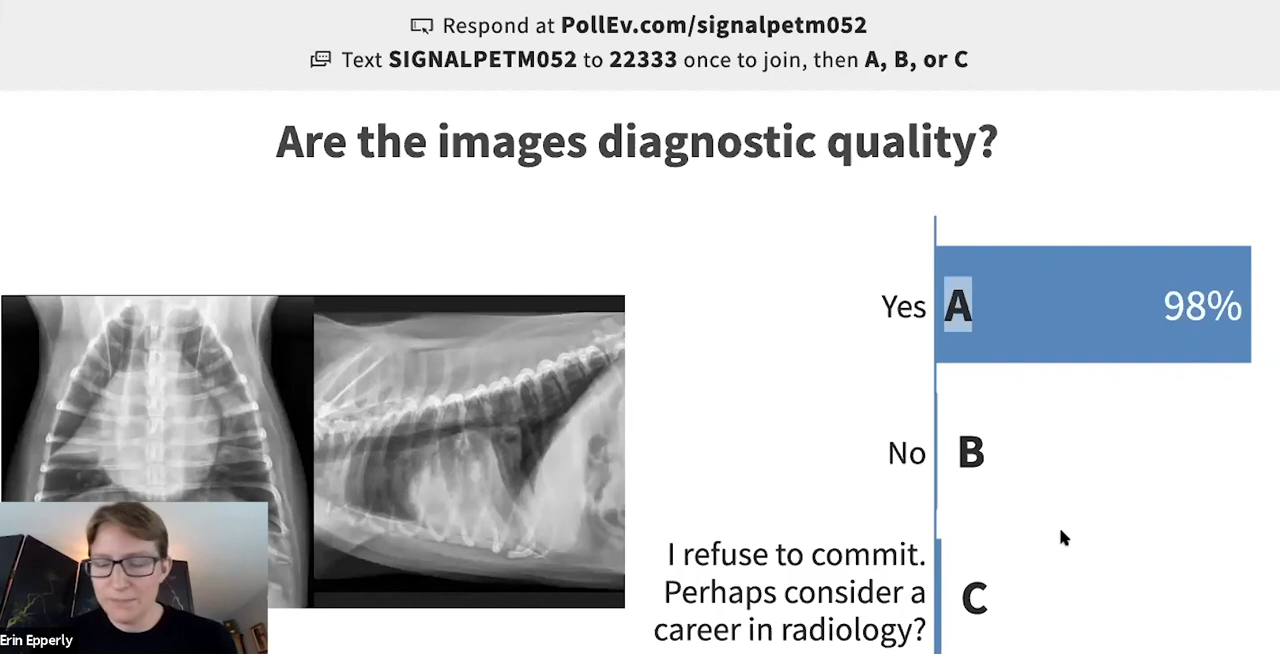 Respond at PollEv.com/signalpetm052
Text SIGNALPETM052 to 22333 once to join, then A, B, or C
Are the images diagnostic quality?
Yes A 98%
No B
I refuse to commit.
Perhaps consider a C
career in radiology?
Erin Epperly